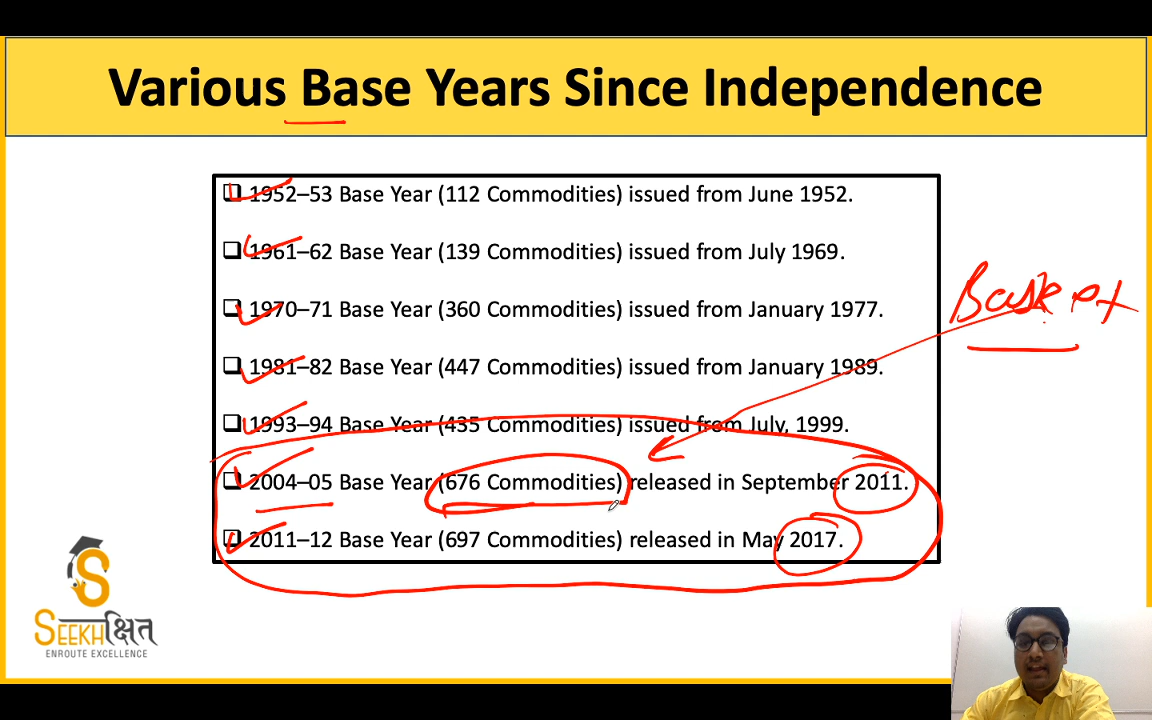 Various Base Years Since Independence
1952–53 Base Year (112 Commodities) issued from June 1952.
1961–62 Base Year (139 Commodities) issued from July 1969.
1970–71 Base Year (360 Commodities) issued from January 1977.
Basket
1981–82 Base Year (447 Commodities) issued from January 1989.
1993–94 Base Year (435 Commodities) issued from July, 1999.
2004–05 Base Year (676 Commodities) released in September 2011.
2011–12 Base Year (697 Commodities) released in May 2017.
S
SEEKHक्षित
ENROUTE EXCELLENCE